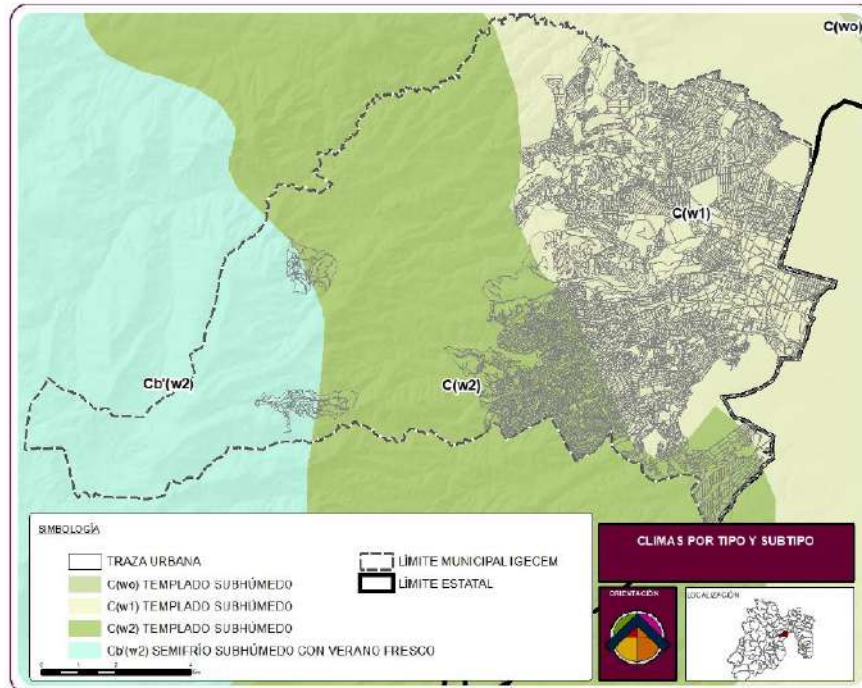 C(wo)
C(w1)
Cb'(w2)
C(w2)
SIMBOLOGÍA
TRAZA URBANA
C(wo) TEMPLADO SUBHÚMEDO
C(w1) TEMPLADO SUBHÚMEDO
C(w2) TEMPLADO SUBHÚMEDO
Cb'(w2) SEMIFRÍO SUBHÚMEDO CON VERANO FRESCO
LÍMITE MUNICIPAL IGECEM
LÍMITE ESTATAL
CLIMAS POR TIPO Y SUBTIPO
ORIENTACIÓN
LOCALIZACIÓN